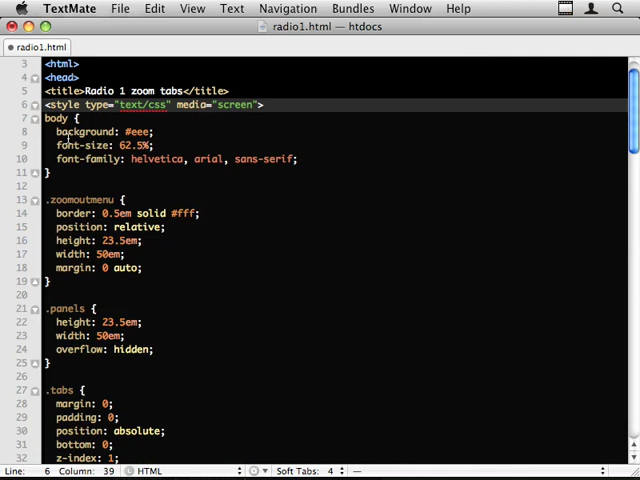 TextMate File Edit View Text Navigation Bundles Window Help
radio1.html — htdocs
radio1.html
3 <html>
4 <head>
5 <title>Radio 1 zoom tabs</title>
6 <style type="text/css" media="screen">
7 body {
8 background: #eee;
9 font-size: 62.5%;
10 font-family: helvetica, arial, sans-serif;
11 }
12
13 .zoomoutmenu {
14 border: 0.5em solid #fff;
15 position: relative;
16 height: 23.5em;
17 width: 50em;
18 margin: 0 auto;
19 }
20
21 .panels {
22 height: 23.5em;
23 width: 50em;
24 overflow: hidden;
25 }
26
27 .tabs {
28 margin: 0;
29 padding: 0;
30 position: absolute;
31 bottom: 0;
32 z-index: 1;
Line: 6 Column: 39 HTML Soft Tabs: 4 —